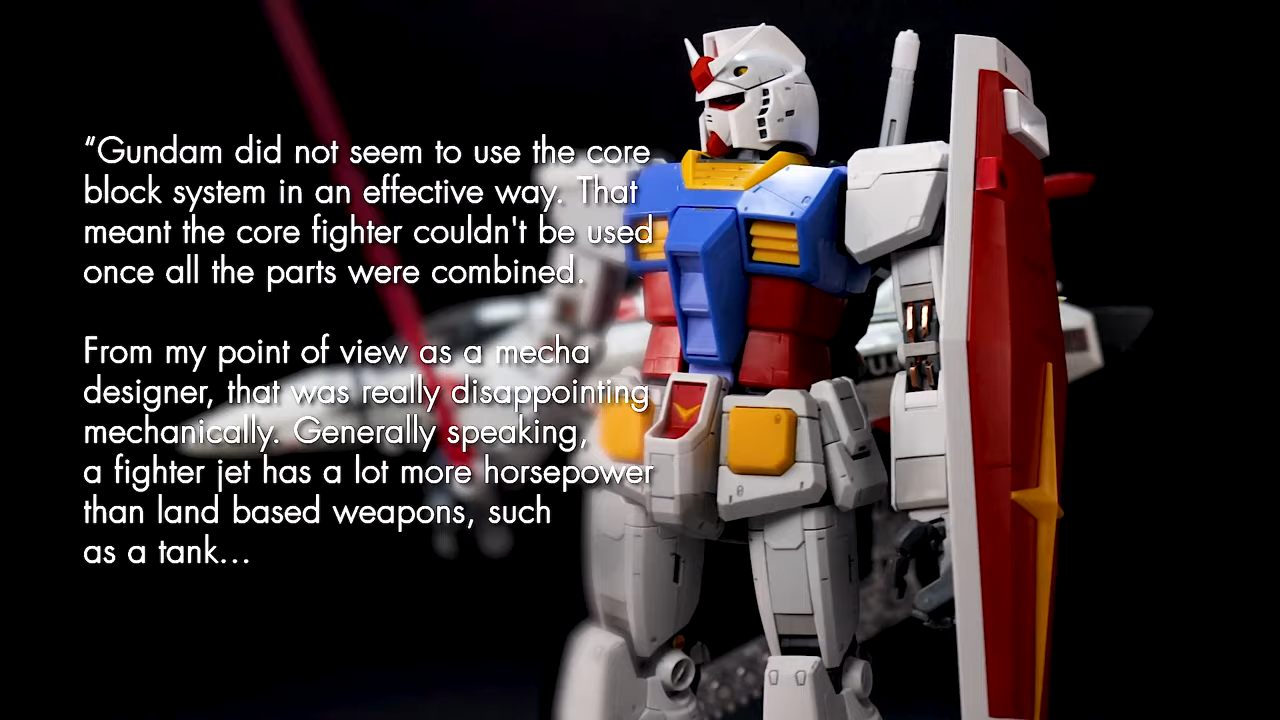 “Gundam did not seem to use the core
block system in an effective way. That
meant the core fighter couldn't be used
once all the parts were combined.
From my point of view as a mecha
designer, that was really disappointing
mechanically. Generally speaking,
a fighter jet has a lot more horsepower
than land based weapons, such
as a tank…